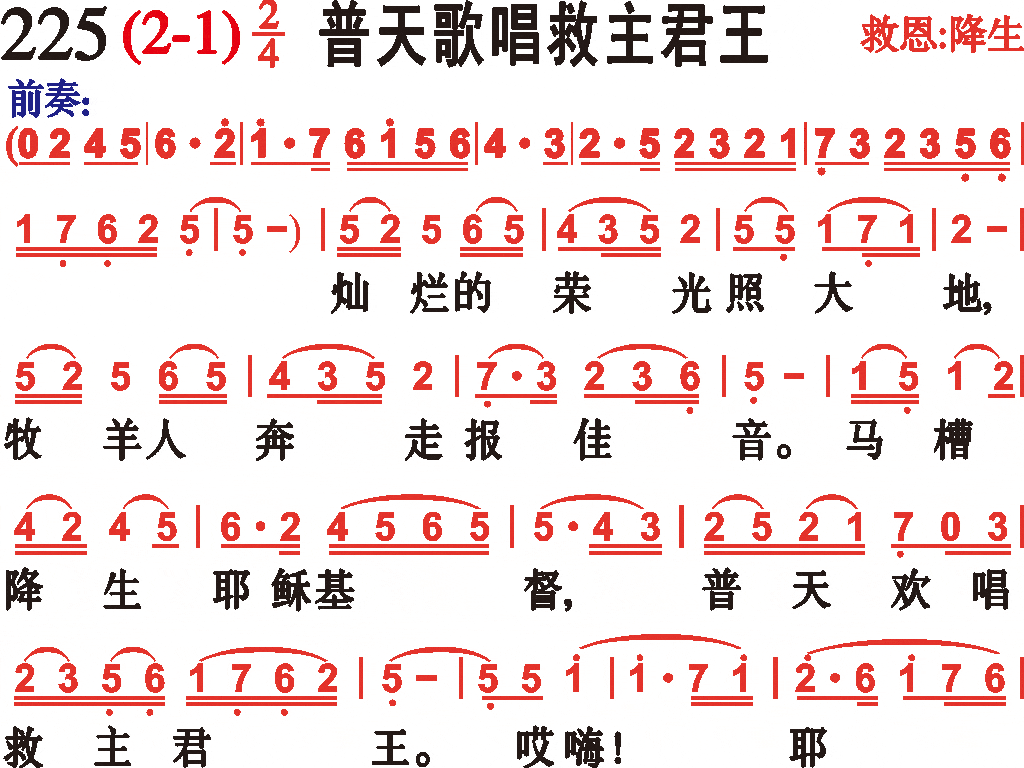 225 (2-1) 2/4 普天歌唱救主君王 救恩:降生
前奏:
(0 2 4 5 | 6 · 2 | 1 · 7 6 1 5 6 | 4 · 3 | 2 · 5 2 3 2 1 | 7 3 2 3 5 6 |
1 7 6 2 5 | 5 -) | 5 2 5 6 5 | 4 3 5 2 | 5 5 1 7 1 | 2 - |
灿 烂的 荣 光照 大 地,
5 2 5 6 5 | 4 3 5 2 | 7 · 3 2 3 6 | 5 - | 1 5 1 2 |
牧 羊人 奔 走报 佳 音。 马 槽
4 2 4 5 | 6 · 2 4 5 6 5 | 5 · 4 3 | 2 5 2 1 7 0 3 |
降 生 耶稣基 督, 普 天 欢 唱
2 3 5 6 1 7 6 2 | 5 - | 5 5 1 | 1 · 7 1 | 2 · 6 1 7 6 |
救 主 君 王。 哎嗨! 耶